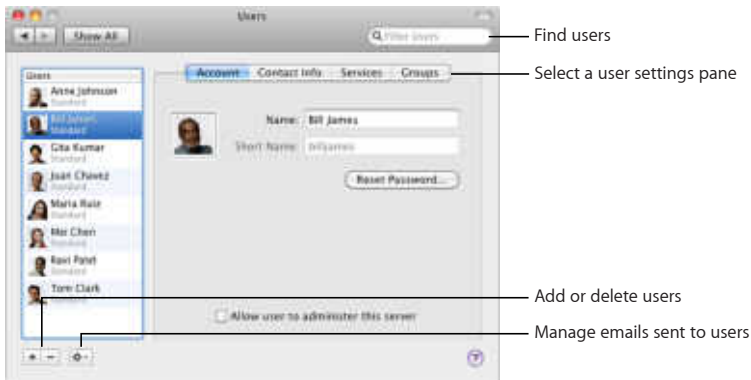 Users
Show All
Filter Users
Find users
Account Contact Info Services Groups
Select a user settings pane
Users
Anne Johnson
Standard
Bill James
Standard
Gita Kumar
Standard
Juan Chavez
Standard
Maria Ruiz
Standard
Mei Chen
Standard
Ravi Patel
Standard
Tom Clark
Standard
Name: Bill James
Short Name: billjames
Reset Password...
Allow user to administer this server
Add or delete users
Manage emails sent to users